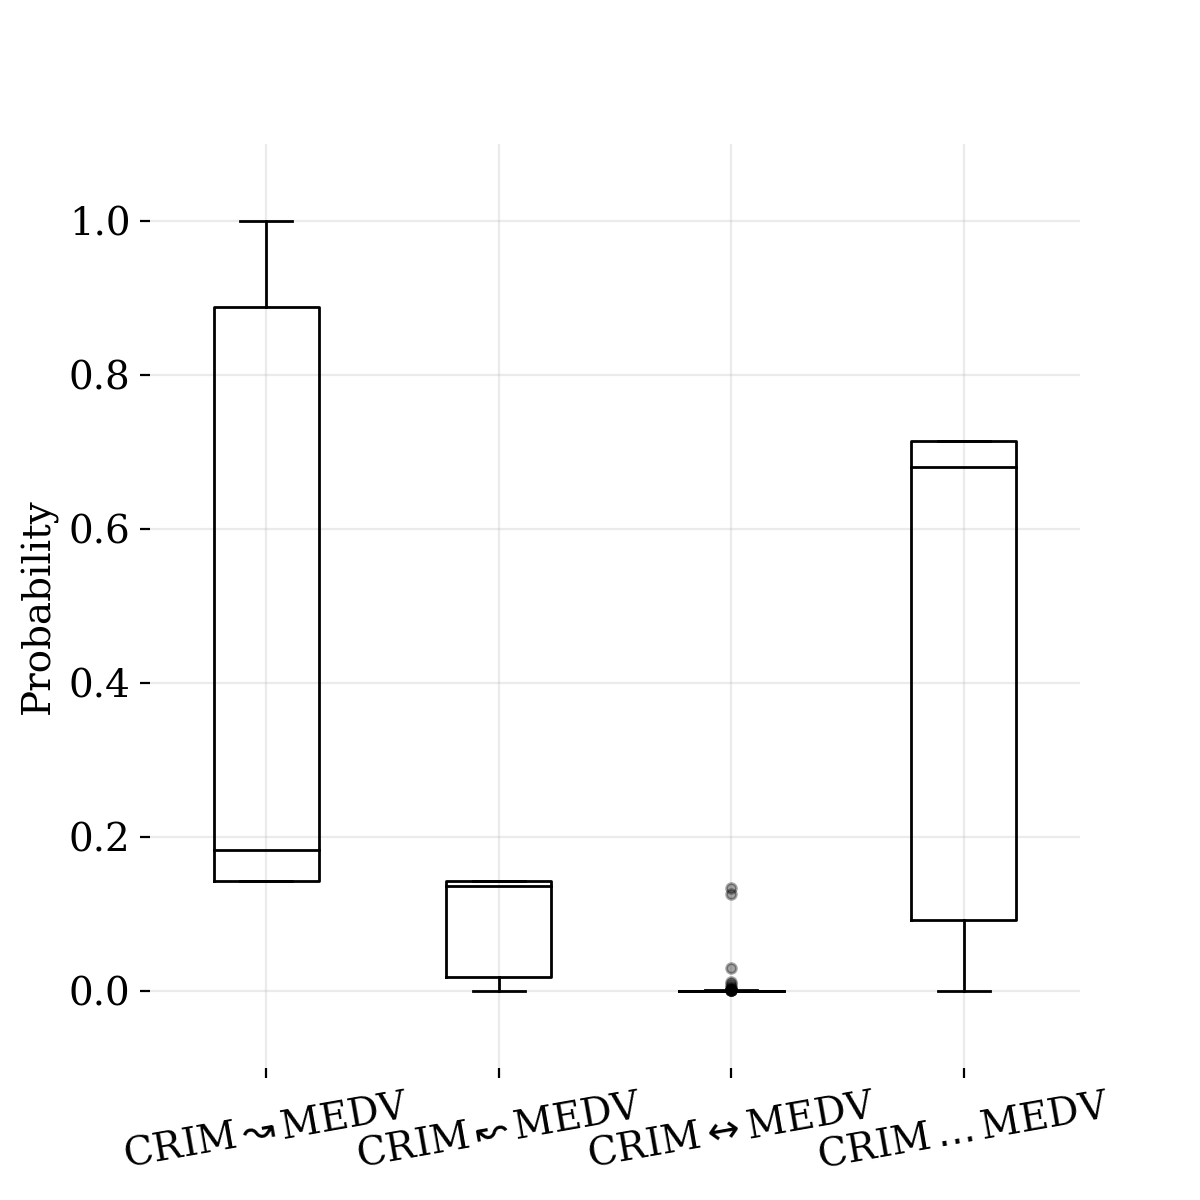 Probability
1.0
0.8
0.6
0.4
0.2
0.0
CRIM ⤳ MEDV
CRIM ⬿ MEDV
CRIM ↔ MEDV
CRIM … MEDV